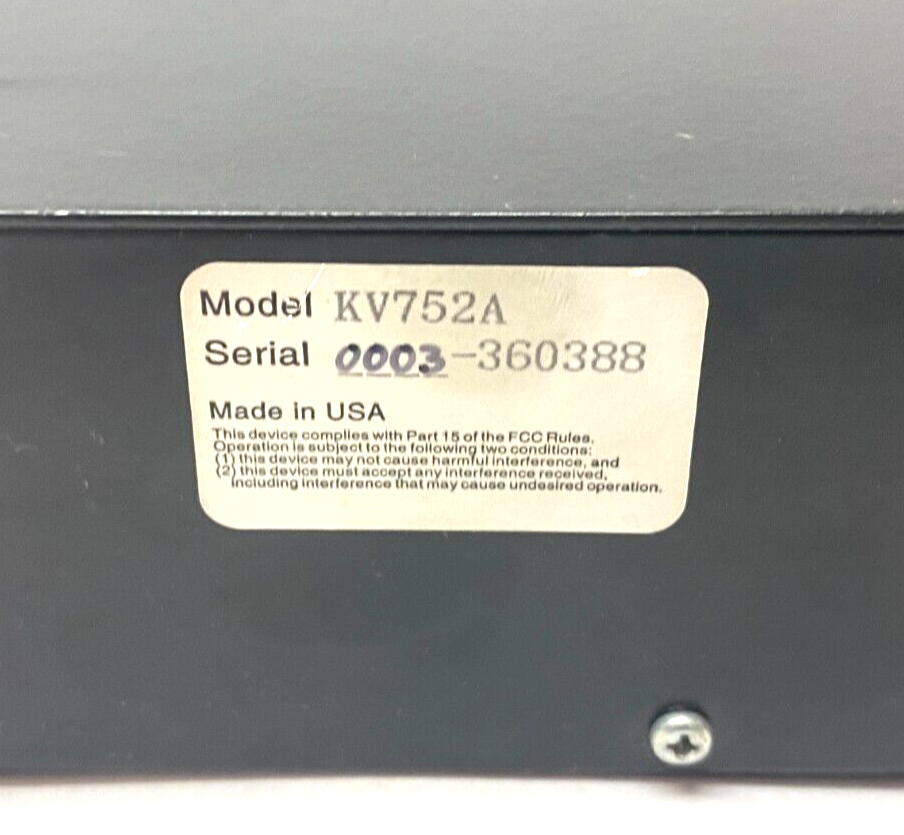 Model KV752A
Serial 0003-360388
Made in USA
This device complies with Part 15 of the FCC Rules.
Operation is subject to the following two conditions:
(1) this device may not cause harmful interference, and
(2) this device must accept any interference received,
including interference that may cause undesired operation.